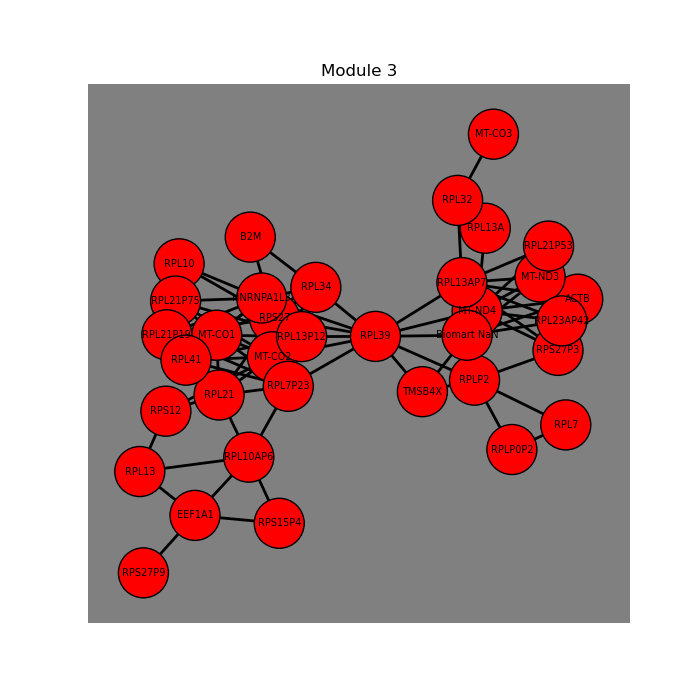 Module 3
MT-CO3
RPL32
RPL13A
B2M
RPL21P53
RPL10
MT-ND3
RPL34
RPL13AP7
RPL21P75
ACTB
MT-ND4
RPS27
RPL23AP42
RPL21P19
MT-CO1
RPL13P12
RPL39
Biomart NaN
RPS27P3
MT-CO2
RPL41
RPL7P23
RPLP2
TMSB4X
RPL21
RPS12
RPL7
RPLP0P2
RPL10AP6
RPL13
EEF1A1
RPS15P4
RPS27P9